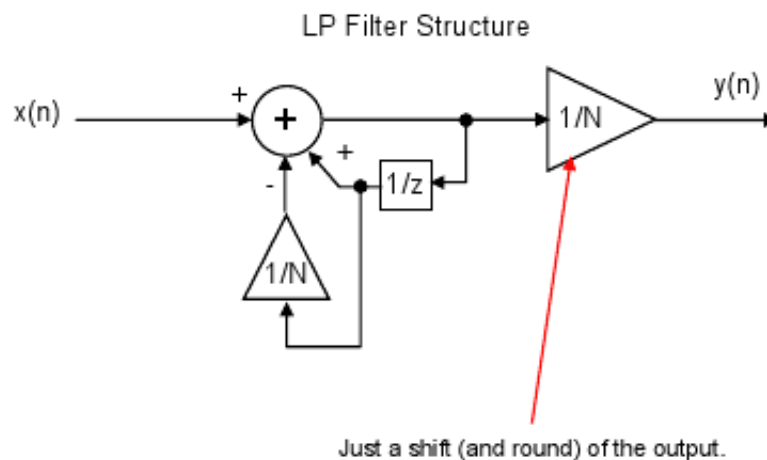 LP Filter Structure
x(n)
+
+
1/N
y(n)
+
1/z
-
1/N
Just a shift (and round) of the output.